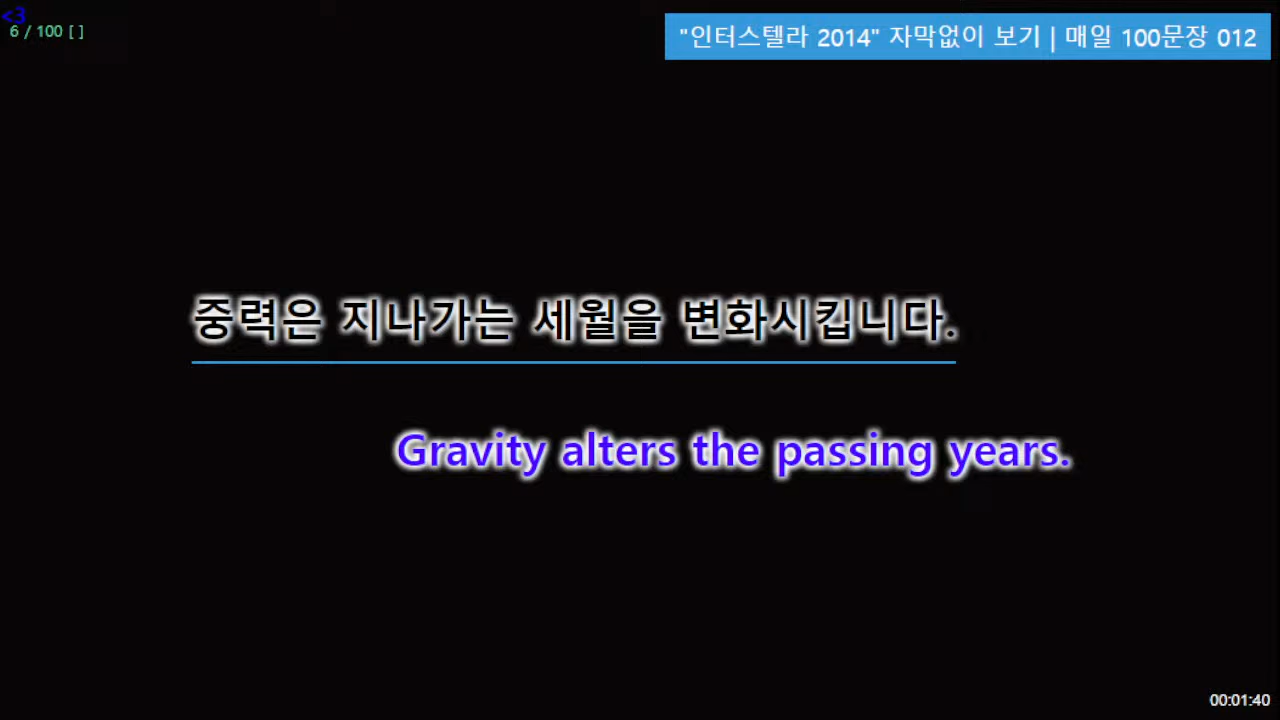 <3
6 / 100 [ ]
"인터스텔라 2014" 자막없이 보기 | 매일 100문장 012
중력은 지나가는 세월을 변화시킵니다.
Gravity alters the passing years.
00:01:40